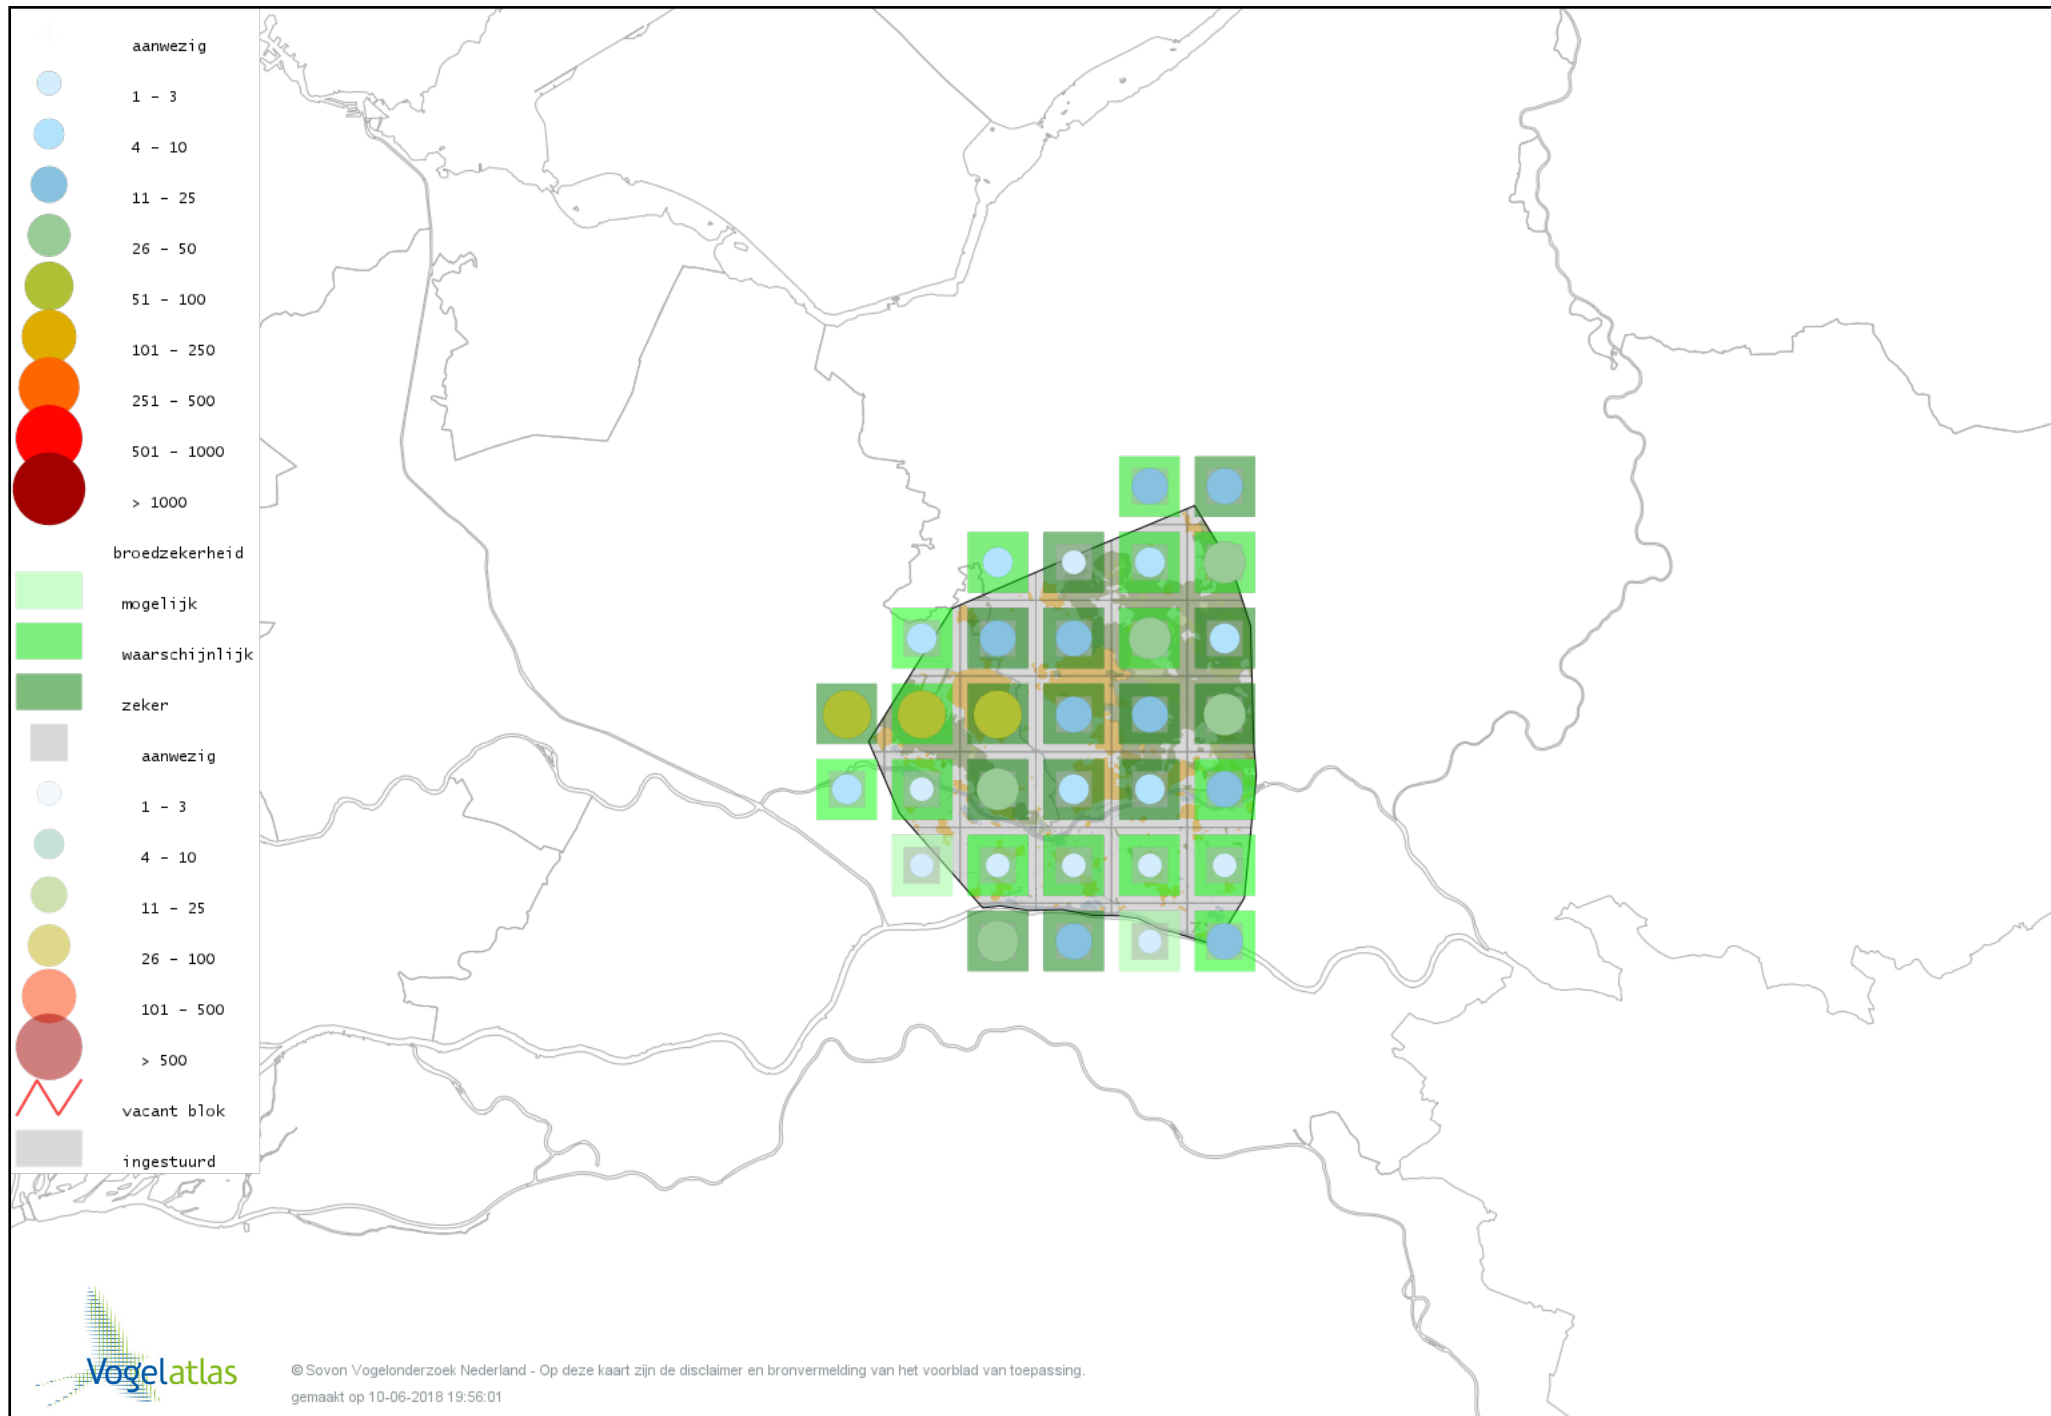 aanwezig
1 - 3
4 - 10
11 - 25
26 - 50
51 - 100
101 - 250
251 - 500
501 - 1000
> 1000
broedzekerheid
mogelijk
waarschijnlijk
zeker
aanwezig
1 - 3
4 - 10
11 - 25
26 - 100
101 - 500
> 500
vacant blok
ingestuurd
Vogelatlas
© Sovon Vogelonderzoek Nederland - Op deze kaart zijn de disclaimer en bronvermelding van het voorblad van toepassing.
gemaakt op 10-06-2018 19:56:01